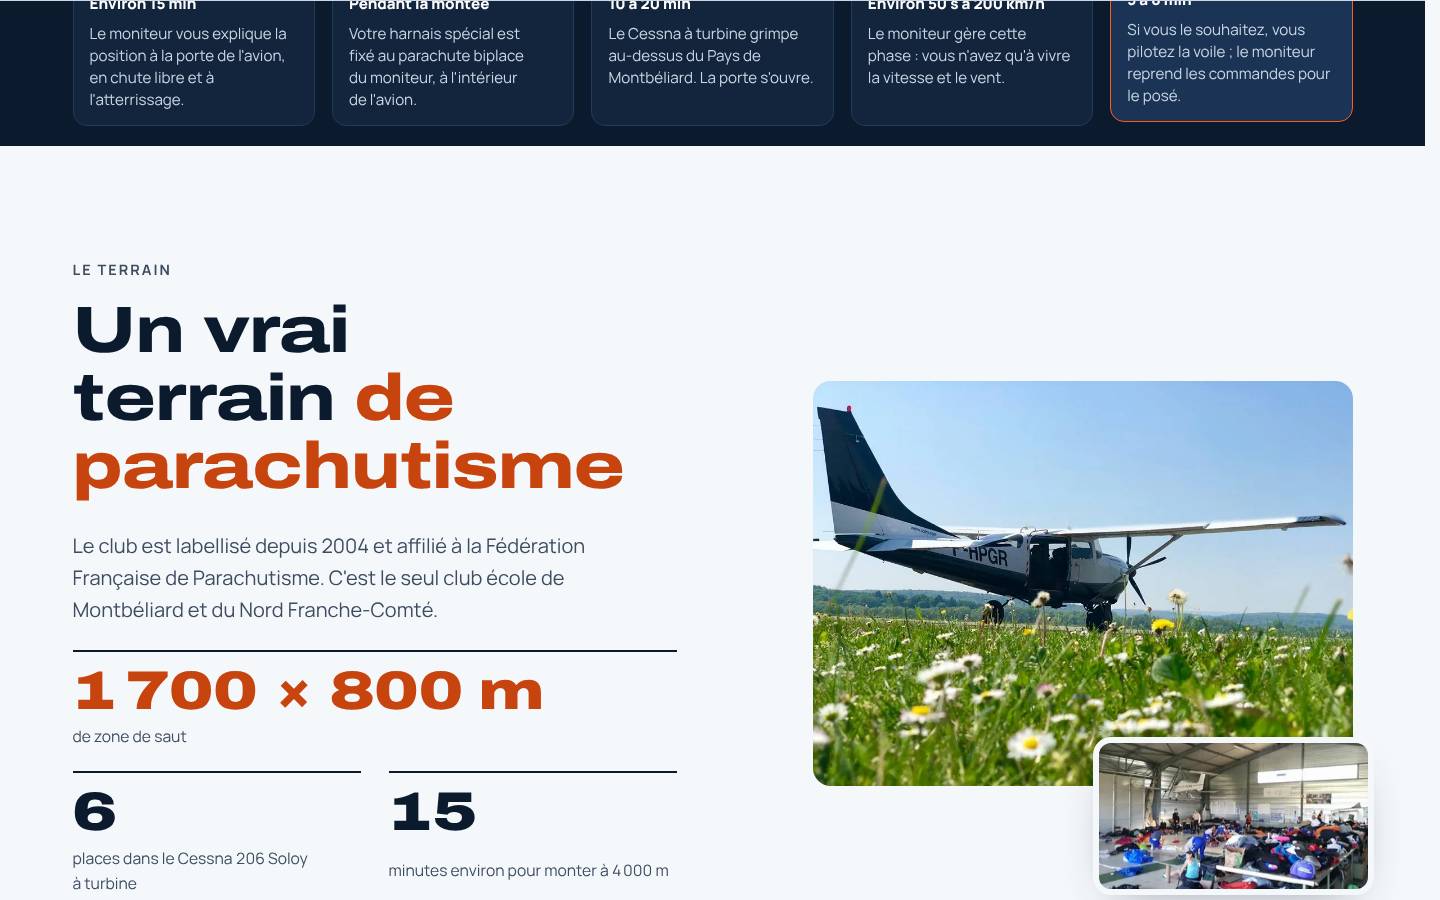 Environ 15 min
Le moniteur vous explique la
position à la porte de l'avion,
en chute libre et à
l'atterrissage.
Pendant la montée
Votre harnais spécial est
fixé au parachute biplace
du moniteur, à l'intérieur
de l'avion.
10 à 20 min
Le Cessna à turbine grimpe
au-dessus du Pays de
Montbéliard. La porte s'ouvre.
Environ 50 s à 200 km/h
Le moniteur gère cette
phase : vous n'avez qu'à vivre
la vitesse et le vent.
Si vous le souhaitez, vous
pilotez la voile ; le moniteur
reprend les commandes pour
le posé.
LE TERRAIN
Un vrai
terrain de
parachutisme
Le club est labellisé depuis 2004 et affilié à la Fédération
Française de Parachutisme. C'est le seul club école de
Montbéliard et du Nord Franche-Comté.
1 700 × 800 m
de zone de saut
6
places dans le Cessna 206 Soloy
à turbine
15
minutes environ pour monter à 4 000 m
F-HPGR